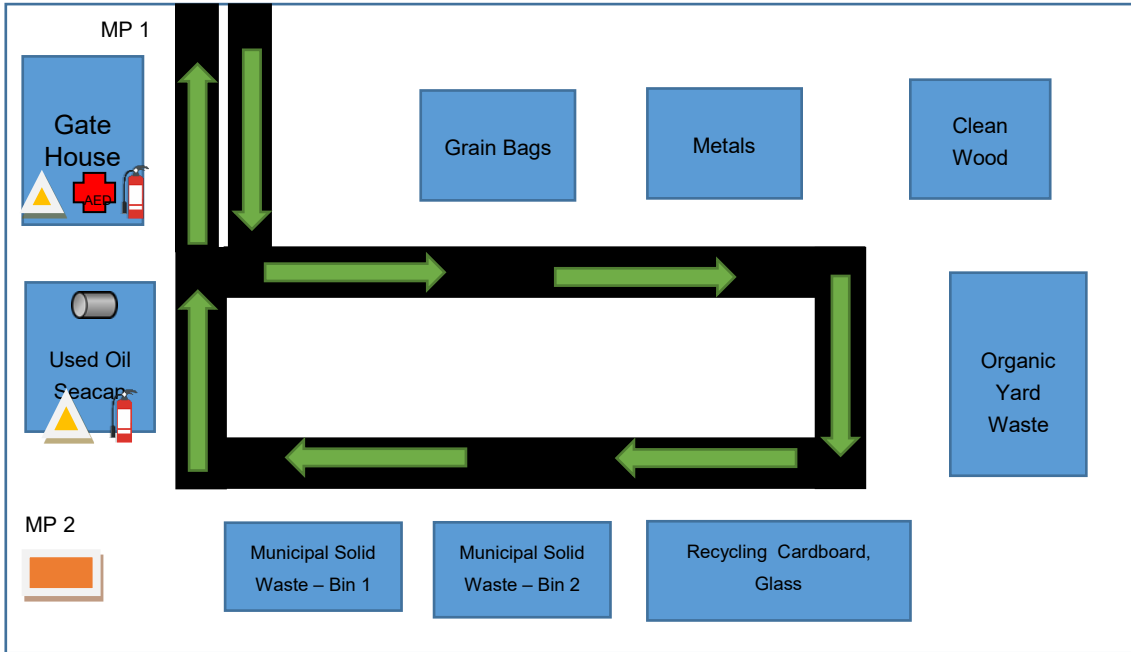 MP 1
Gate
House
AED
Grain Bags
Metals
Clean
Wood
Used Oil
Seacan
Organic
Yard
Waste
MP 2
Municipal Solid
Waste – Bin 1
Municipal Solid
Waste – Bin 2
Recycling Cardboard,
Glass